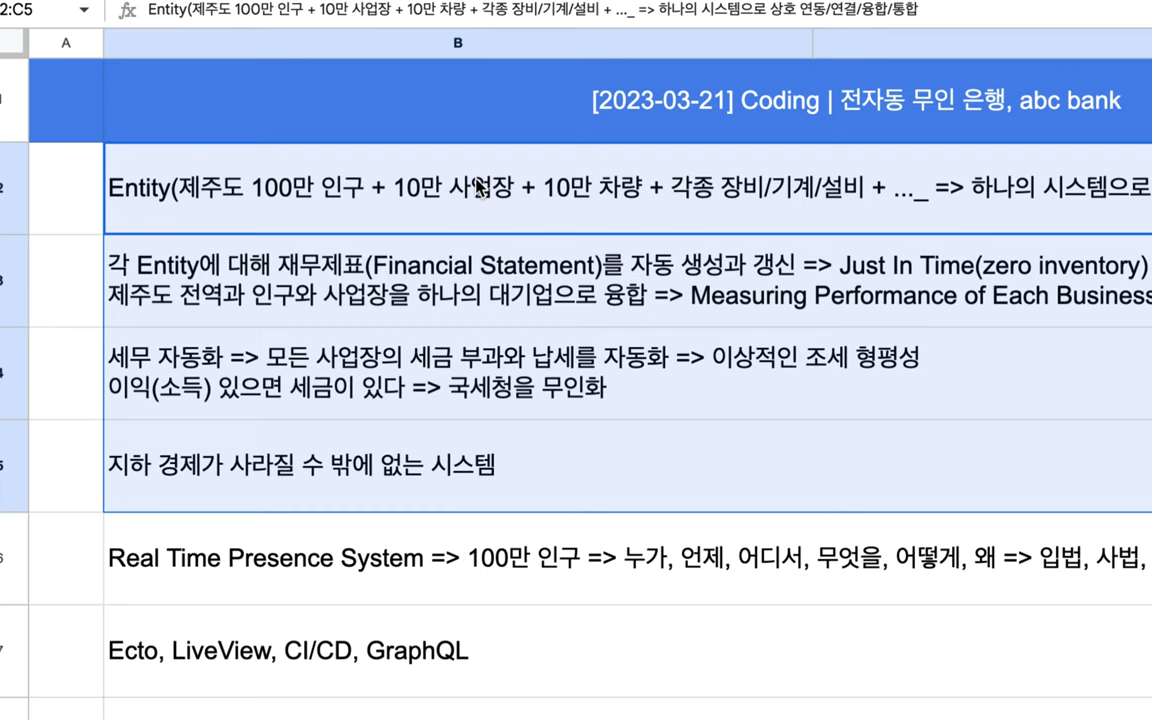 2:C5
fx
Entity(제주도 100만 인구 + 10만 사업장 + 10만 차량 + 각종 장비/기계/설비 + ..._ => 하나의 시스템으로 상호 연동/연결/융합/통합
A
B
[2023-03-21] Coding | 전자동 무인 은행, abc bank
2
Entity(제주도 100만 인구 + 10만 사업장 + 10만 차량 + 각종 장비/기계/설비 + ..._ => 하나의 시스템으로
3
각 Entity에 대해 재무제표(Financial Statement)를 자동 생성과 갱신 => Just In Time(zero inventory)
제주도 전역과 인구와 사업장을 하나의 대기업으로 융합 => Measuring Performance of Each Business
4
세무 자동화 => 모든 사업장의 세금 부과와 납세를 자동화 => 이상적인 조세 형평성
이익(소득) 있으면 세금이 있다 => 국세청을 무인화
5
지하 경제가 사라질 수 밖에 없는 시스템
6
Real Time Presence System => 100만 인구 => 누가, 언제, 어디서, 무엇을, 어떻게, 왜 => 입법, 사법,
7
Ecto, LiveView, CI/CD, GraphQL